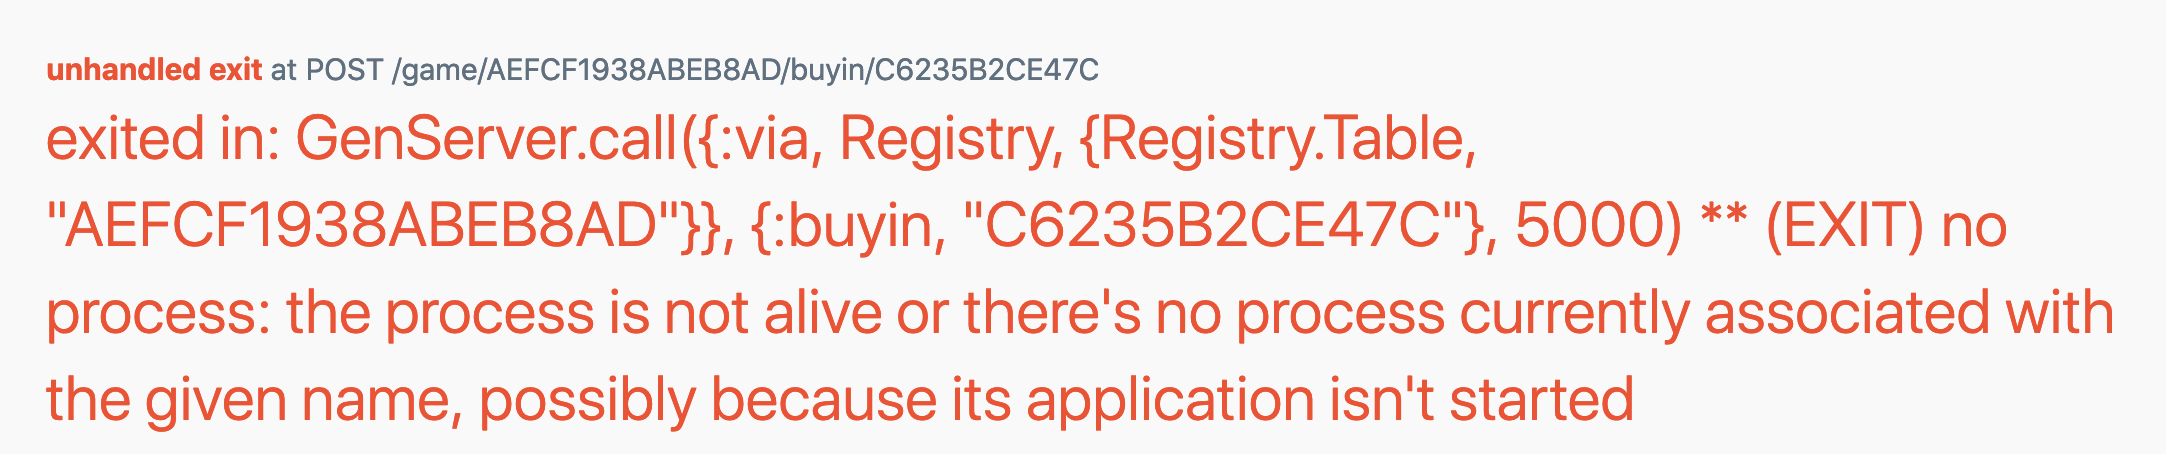 unhandled exit at POST /game/AEFCF1938ABEB8AD/buyin/C6235B2CE47C
exited in: GenServer.call({:via, Registry, {Registry.Table,
"AEFCF1938ABEB8AD"}}, {:buyin, "C6235B2CE47C"}, 5000) ** (EXIT) no
process: the process is not alive or there's no process currently associated with
the given name, possibly because its application isn't started